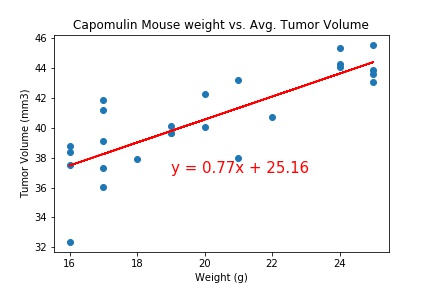 Capomulin Mouse weight vs. Avg. Tumor Volume
Tumor Volume (mm3)
46
44
42
40
38
36
34
32
y = 0.77x + 25.16
16 18 20 22 24
Weight (g)